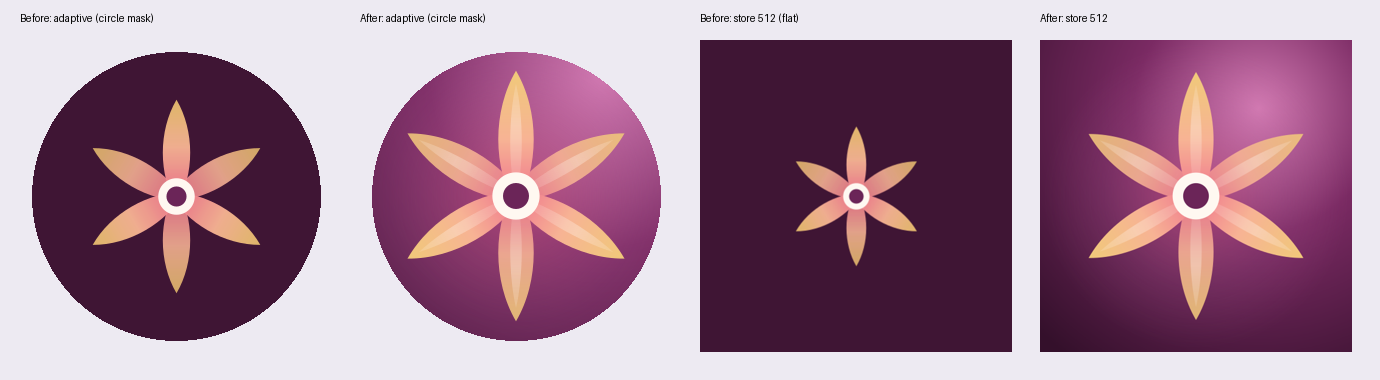 Before: adaptive (circle mask)
After: adaptive (circle mask)
Before: store 512 (flat)
After: store 512